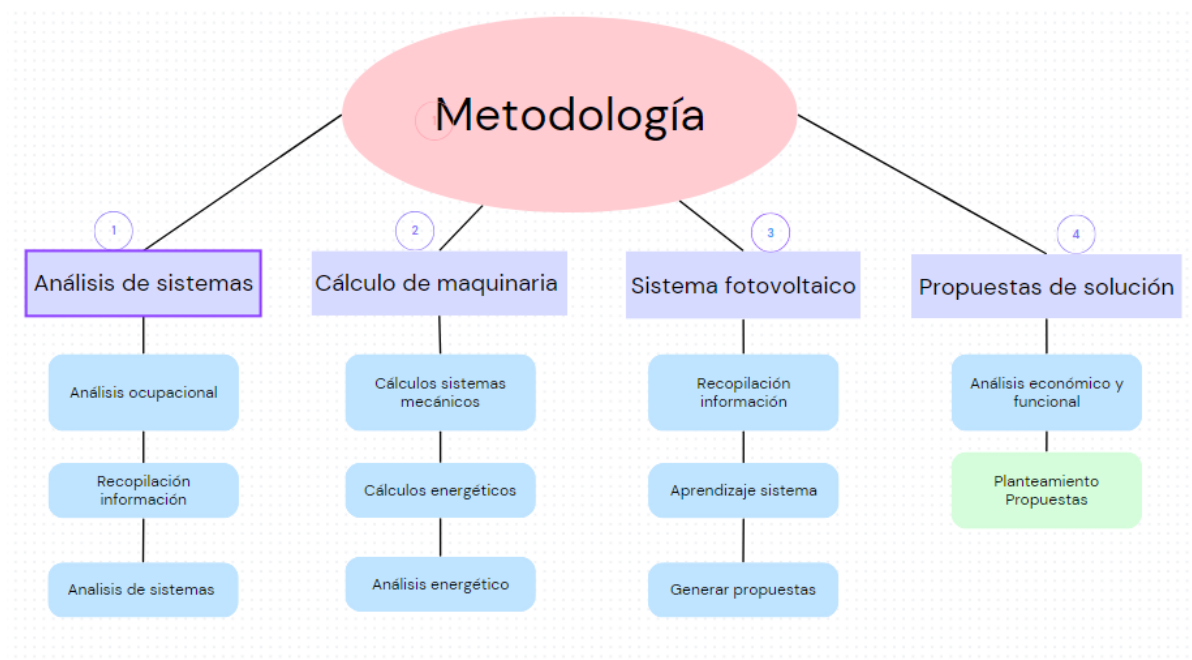 Metodología
1
Análisis de sistemas
Análisis ocupacional
Recopilación
información
Analisis de sistemas
2
Cálculo de maquinaria
Cálculos sistemas
mecánicos
Cálculos energéticos
Análisis energético
3
Sistema fotovoltaico
Recopilación
información
Aprendizaje sistema
Generar propuestas
4
Propuestas de solución
Análisis económico y
funcional
Planteamiento
Propuestas